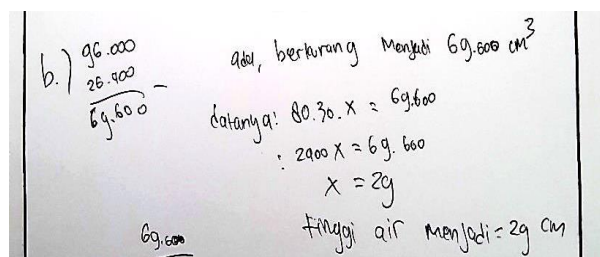 b.) 96.000
26.400 -
69.600
ada, berkurang Menjadi 69.600 cm³
datanya: 80.30.x = 69.600
: 2400 x = 69.600
x = 29
tinggi air menjadi = 29 cm
69.600